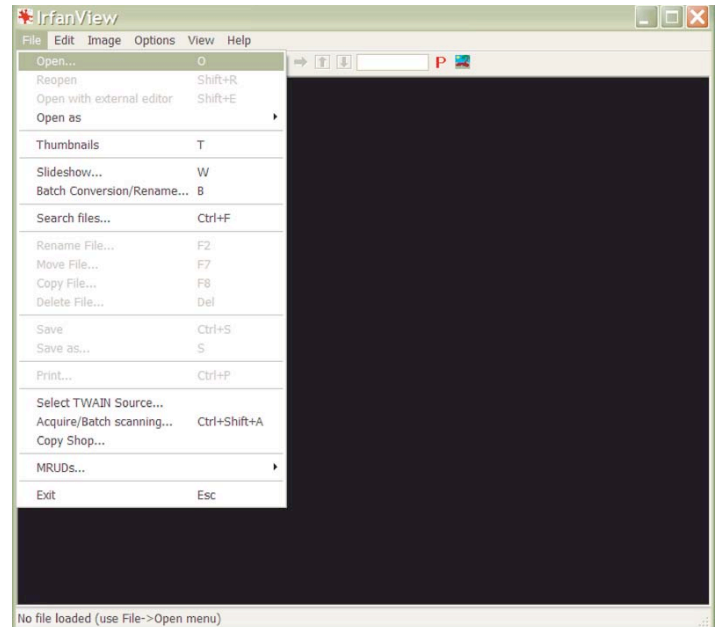 IrfanView
File Edit Image Options View Help
P
Open... O
Reopen Shift+R
Open with external editor Shift+E
Open as
Thumbnails T
Slideshow... W
Batch Conversion/Rename... B
Search files... Ctrl+F
Rename File... F2
Move File... F7
Copy File... F8
Delete File... Del
Save Ctrl+S
Save as... S
Print... Ctrl+P
Select TWAIN Source...
Acquire/Batch scanning... Ctrl+Shift+A
Copy Shop...
MRUDs...
Exit Esc
No file loaded (use File->Open menu)